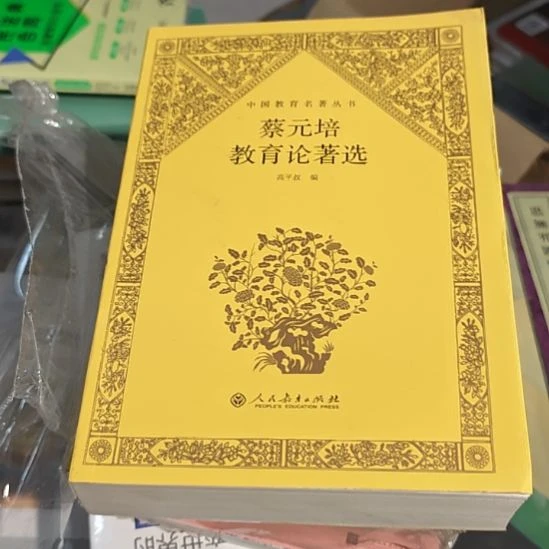 中国教育名著丛书
蔡元培
教育论著选
高平叔 编
人民教育出版社
PEOPLE'S EDUCATION PRESS